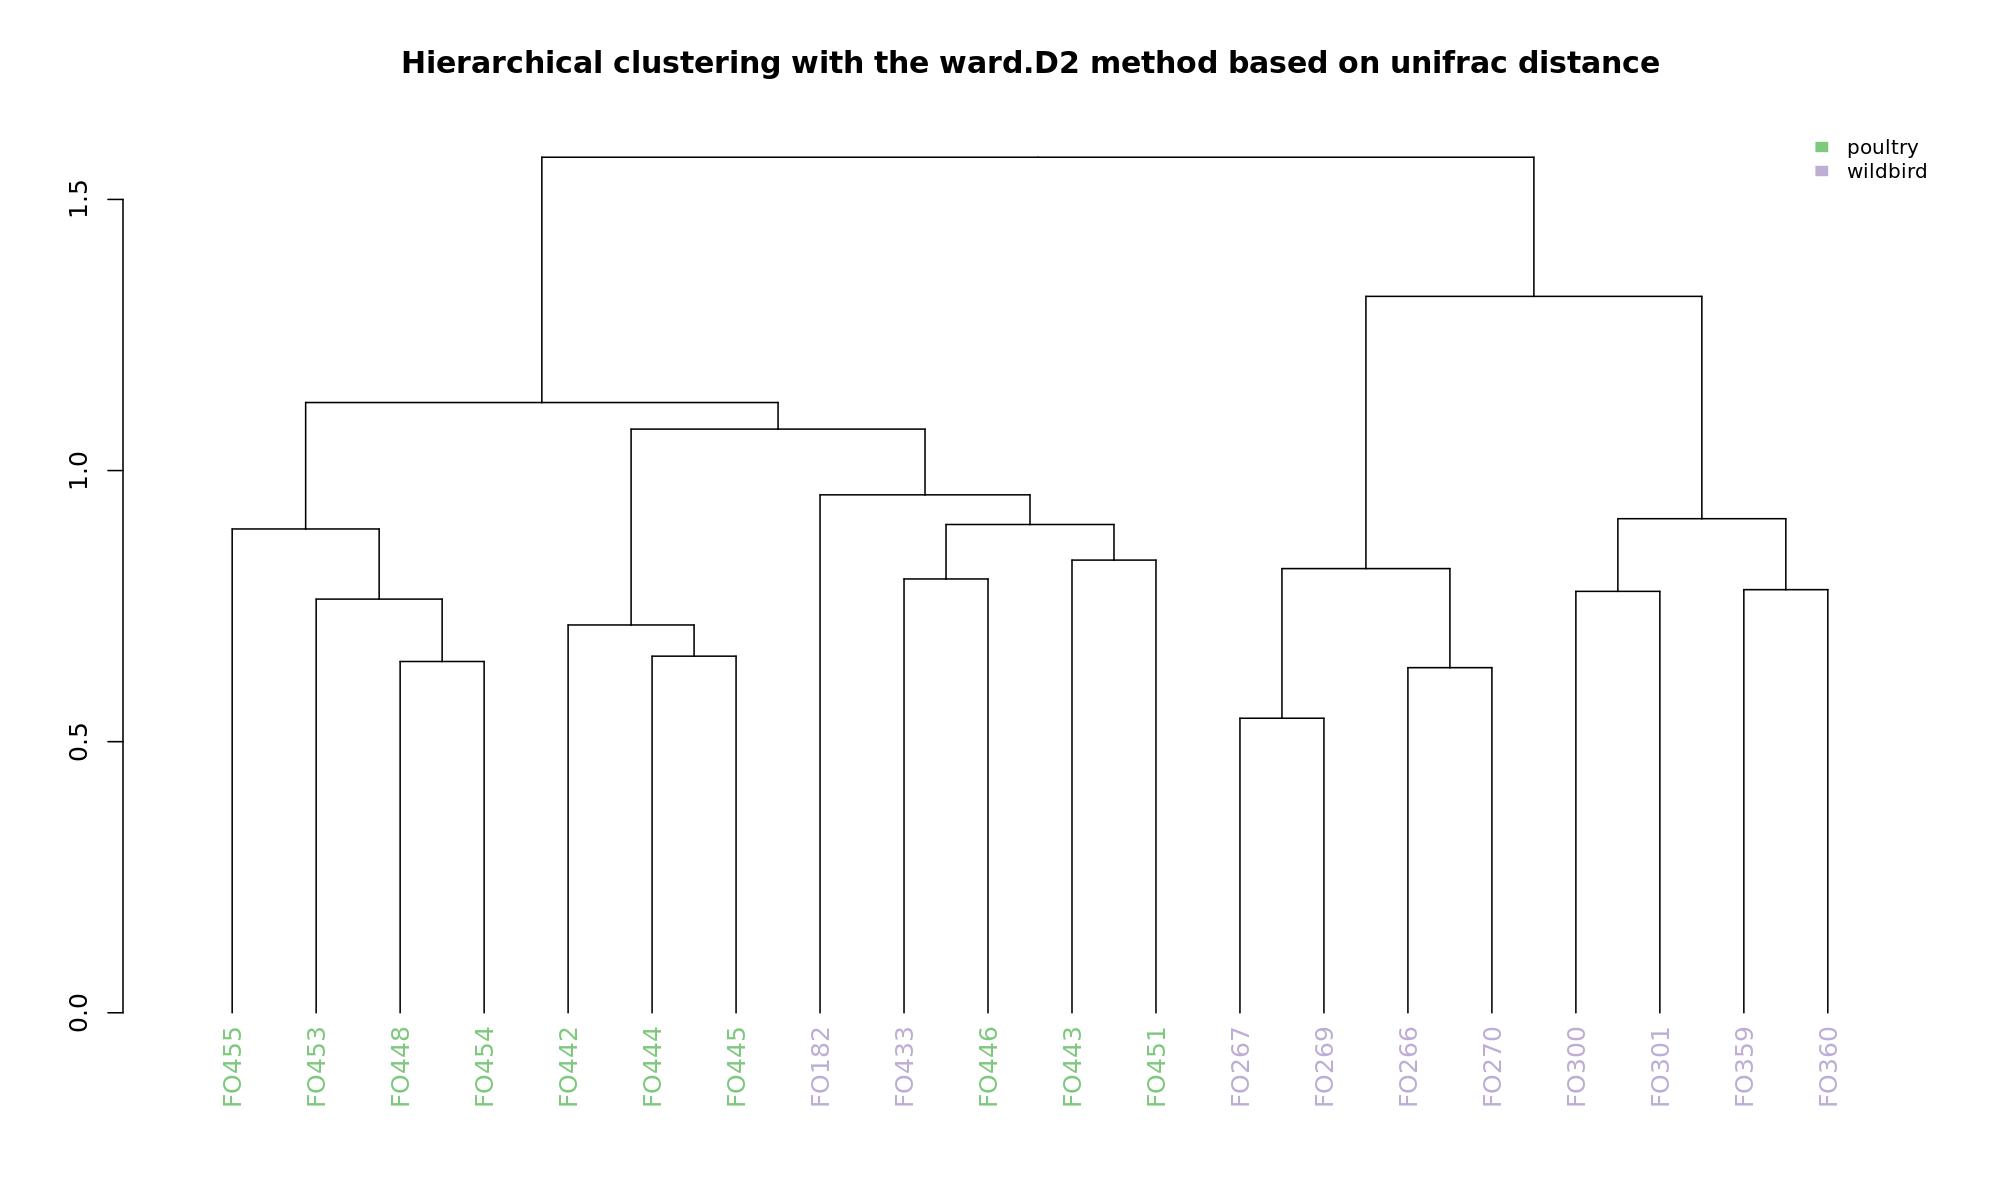 Hierarchical clustering with the ward.D2 method based on unifrac distance
poultry
wildbird
1.5
1.0
0.5
0.0
FO455
FO453
FO448
FO454
FO442
FO444
FO445
FO182
FO433
FO446
FO443
FO451
FO267
FO269
FO266
FO270
FO300
FO301
FO359
FO360